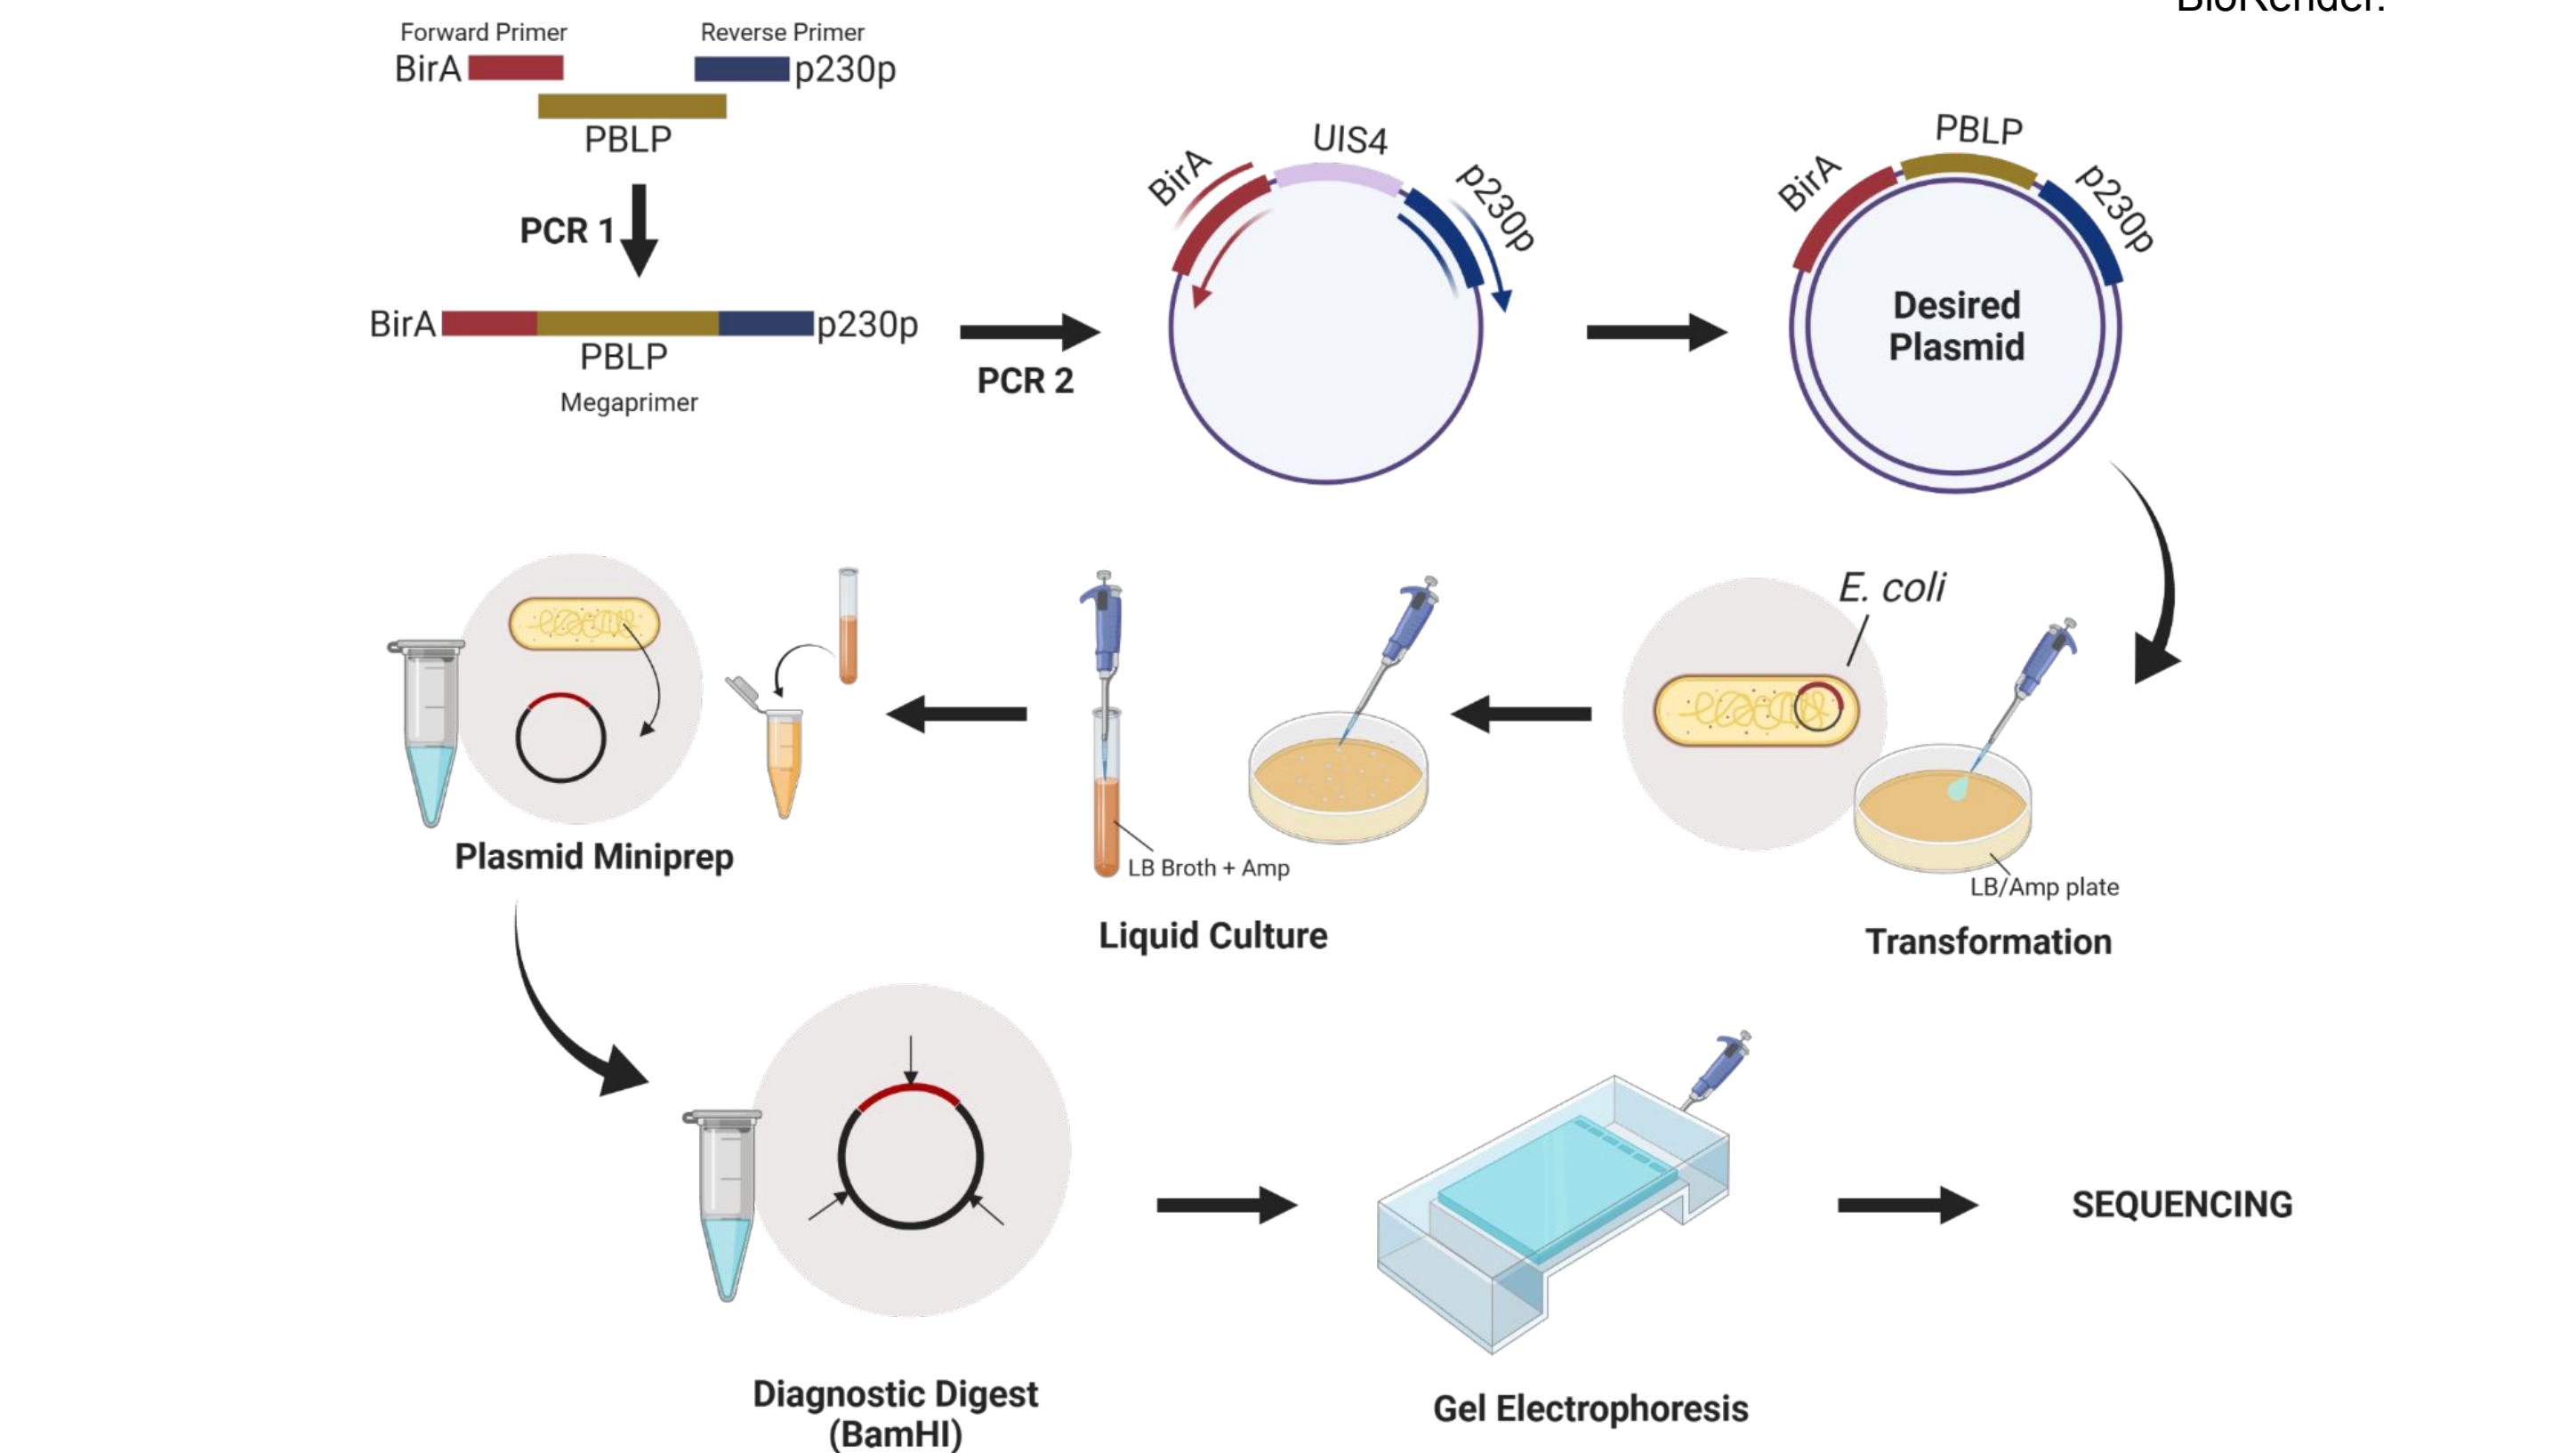 BioRender.
Forward Primer
Reverse Primer
BirA
p230p
PBLP
PCR 1
BirA
p230p
PBLP
Megaprimer
PCR 2
BirA
UIS4
p230p
BirA
PBLP
p230p
Desired
Plasmid
E. coli
LB/Amp plate
Transformation
LB Broth + Amp
Liquid Culture
Plasmid Miniprep
Diagnostic Digest
(BamHI)
Gel Electrophoresis
SEQUENCING